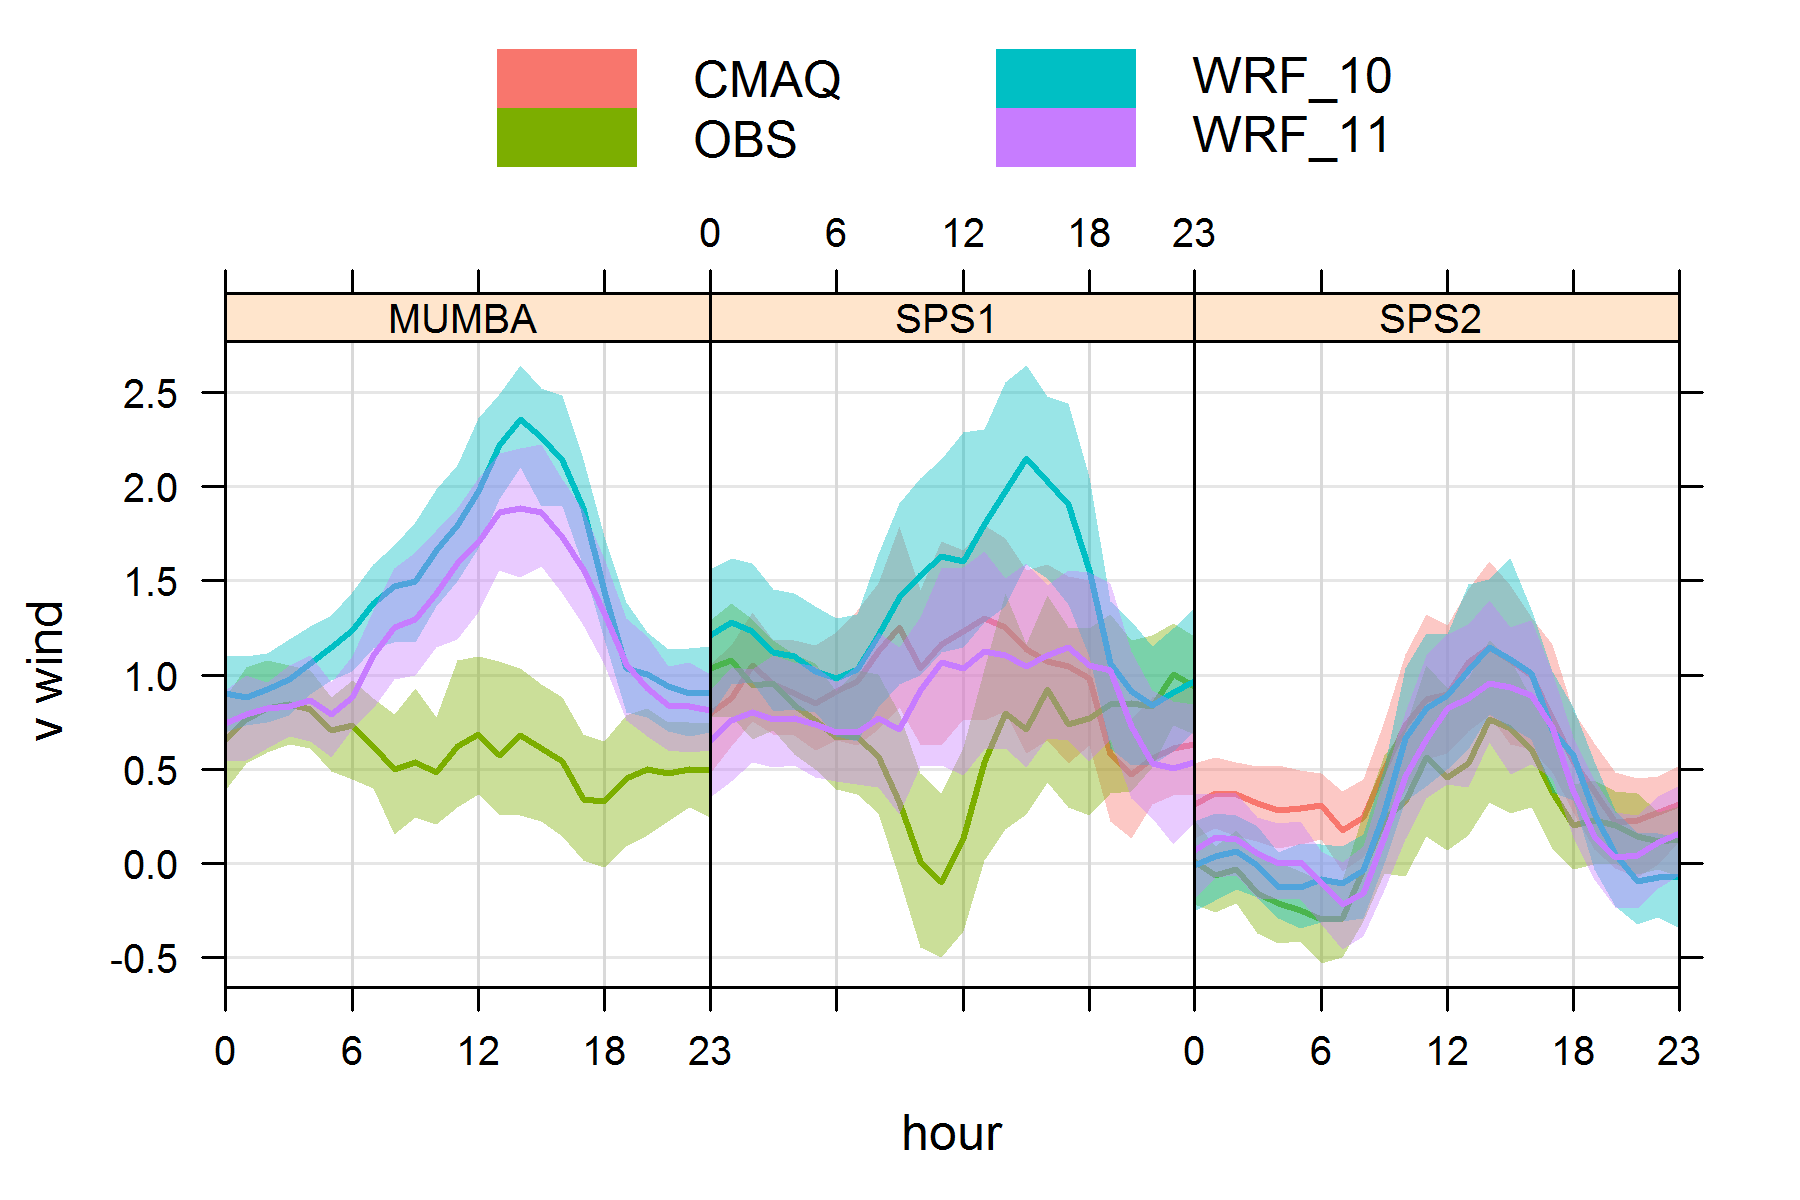 CMAQ WRF_10
OBS WRF_11
0 6 12 18 23
MUMBA SPS1 SPS2
2.5
2.0
1.5
1.0
0.5
0.0
-0.5
v wind
0 6 12 18 23 0 6 12 18 23
hour